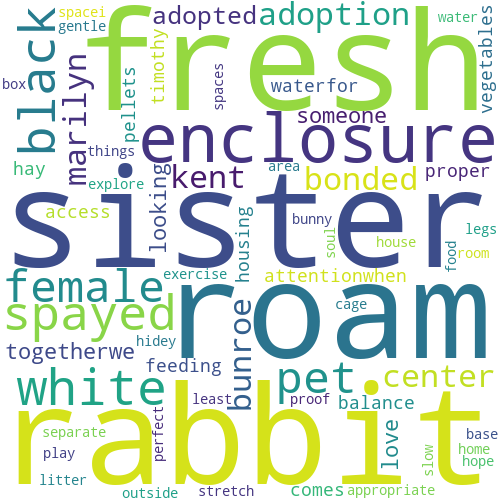 spacei
gentle
black
fresh
adopted
adoption
water
vegetables
box
marilyn
pellets
timothy
spaces
waterfor
someone
enclosure
hay
things
explore
access
looking
kent
area
bonded
proper
sister
housing
bunny
soul
house
legs
food
room
female
exercise
attentionwhen
roam
cage
spayed
togetherwe
hidey
feeding
bunroe
white
pet
center
least
proof
balance
love
rabbit
separate
play
perfect
slow
base
home
hope
litter
outside
stretch
comes
appropriate